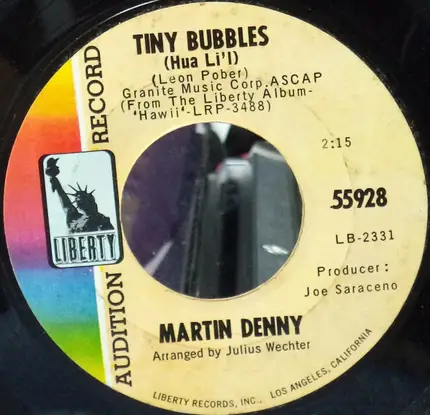 TINY BUBBLES
(Hua Li'l)
(Leon Pober)
Granite Music Corp. ASCAP
(From The Liberty Album-
'Hawii'-LRP-3488)
2:15
55928
LB-2331
Producer:
Joe Saraceno
LIBERTY
AUDITION RECORD
MARTIN DENNY
Arranged by Julius Wechter
LIBERTY RECORDS, INC., LOS ANGELES, CALIFORNIA